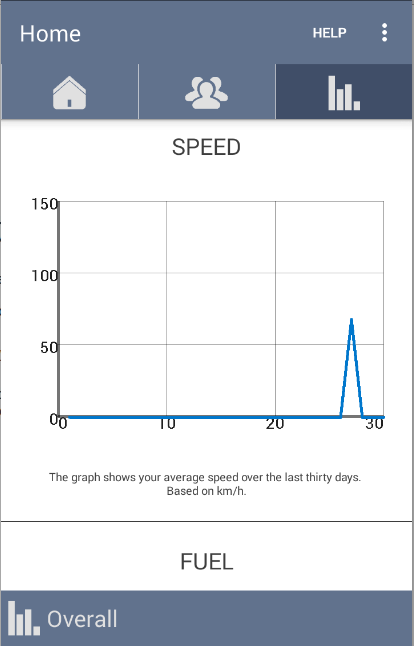 Home
HELP
SPEED
150
100
50
0
0 10 20 30
The graph shows your average speed over the last thirty days.
Based on km/h.
FUEL
Overall